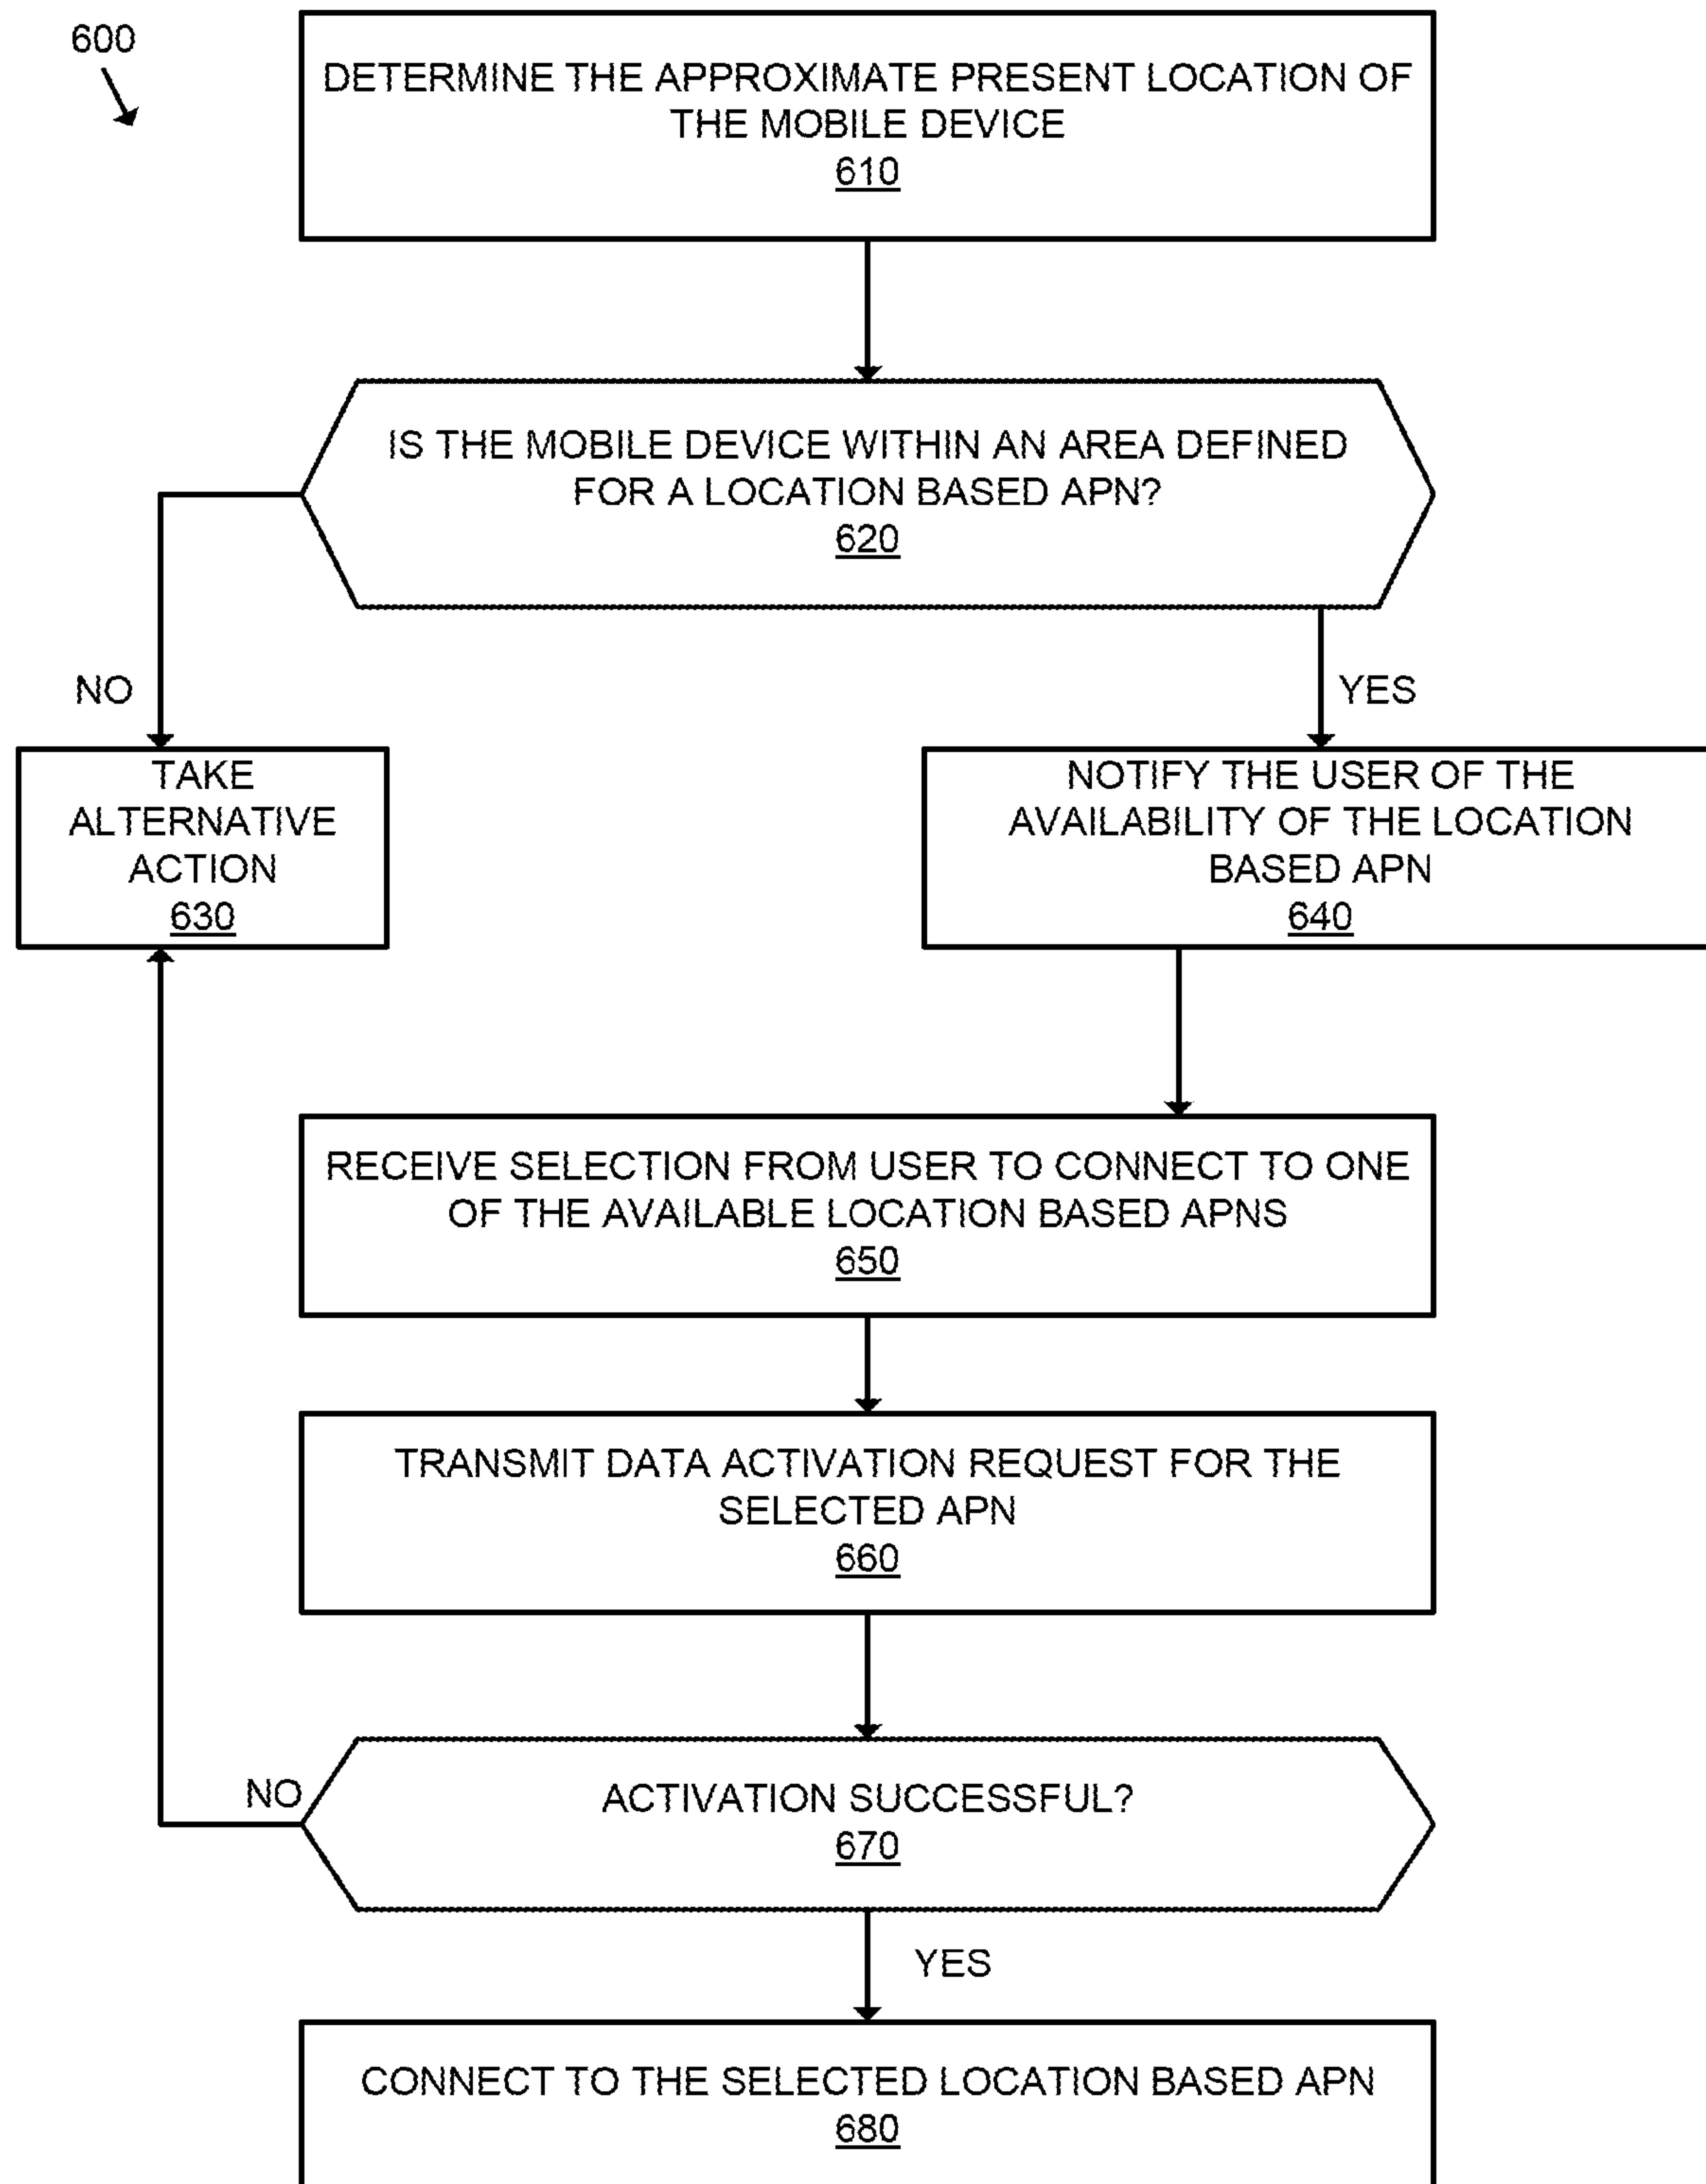 600
DETERMINE THE APPROXIMATE PRESENT LOCATION OF
THE MOBILE DEVICE
610
IS THE MOBILE DEVICE WITHIN AN AREA DEFINED
FOR A LOCATION BASED APN?
620
NO
YES
TAKE
ALTERNATIVE
ACTION
630
NOTIFY THE USER OF THE
AVAILABILITY OF THE LOCATION
BASED APN
640
RECEIVE SELECTION FROM USER TO CONNECT TO ONE
OF THE AVAILABLE LOCATION BASED APNS
650
TRANSMIT DATA ACTIVATION REQUEST FOR THE
SELECTED APN
660
NO
ACTIVATION SUCCESSFUL?
670
YES
CONNECT TO THE SELECTED LOCATION BASED APN
680